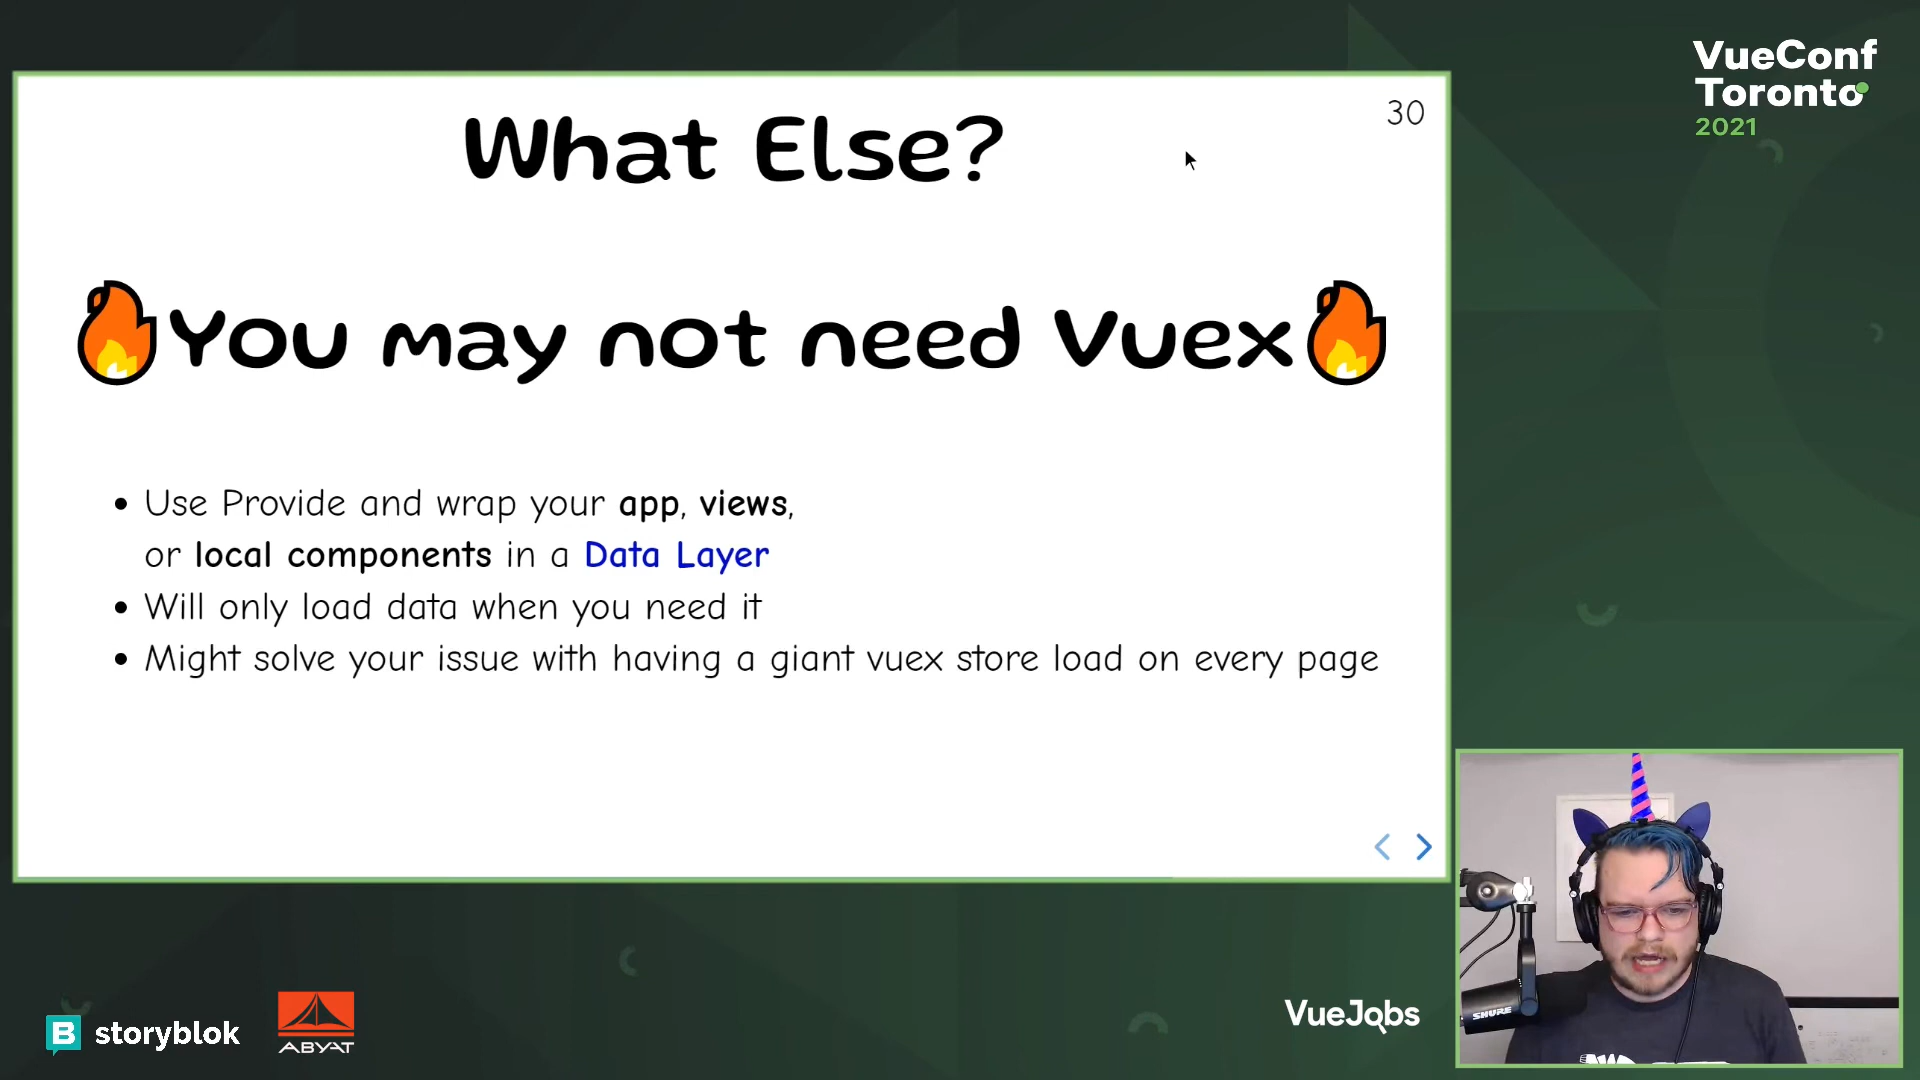 VueConf
Toronto
2021
30
What Else?
🔥You may not need Vuex🔥
• Use Provide and wrap your app, views,
or local components in a Data Layer
• Will only load data when you need it
• Might solve your issue with having a giant vuex store load on every page
SHURE
B storyblok
ABYAT
VueJobs